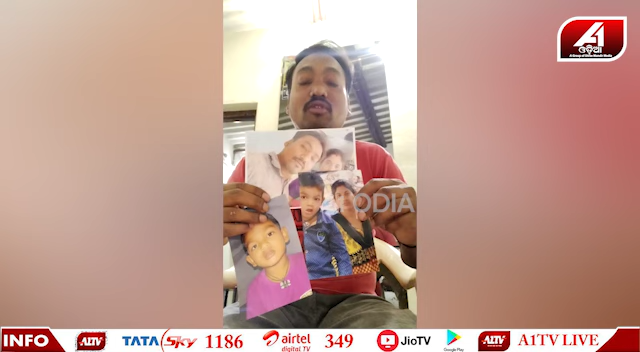 A1
ଓଡ଼ିଆ
ODIA
INFO A1TV TATA Sky 1186 airtel digital TV 349 JioTV Google Play A1TV A1TV LIVE